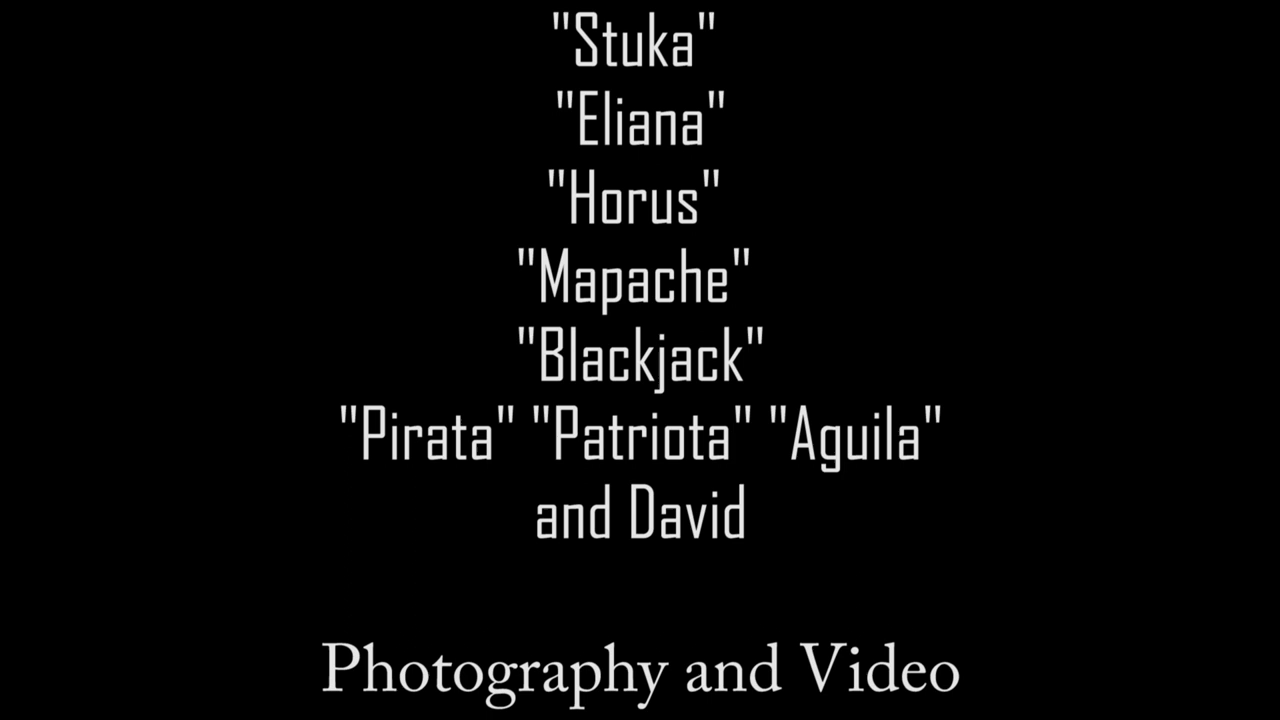 "Stuka"
"Eliana"
"Horus"
"Mapache"
"Blackjack"
"Pirata" "Patriota" "Aguila"
and David
Photography and Video